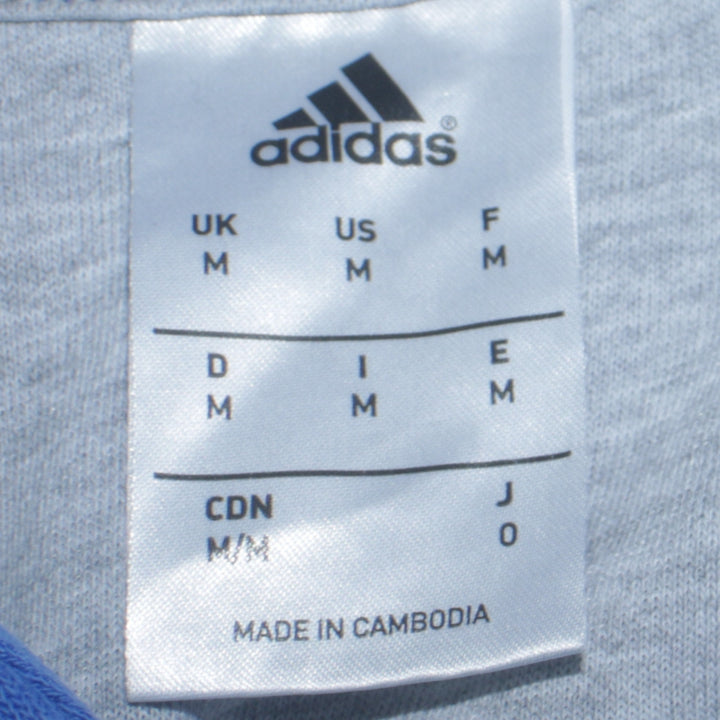 adidas®
UK US F
M M M
D I E
M M M
CDN J
M/M O
MADE IN CAMBODIA